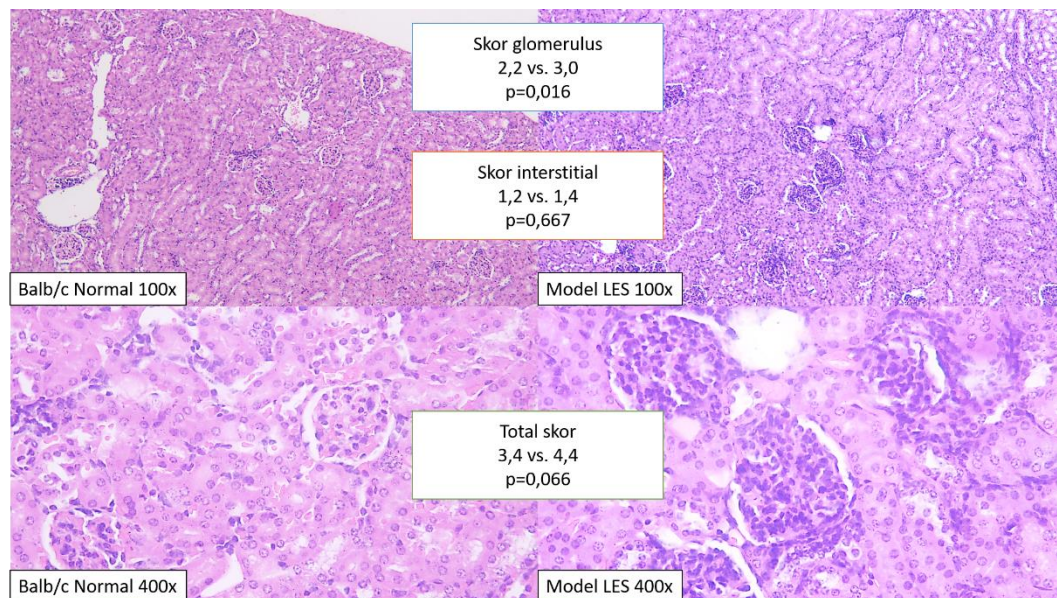 Skor glomerulus
2,2 vs. 3,0
p=0,016
Skor interstitial
1,2 vs. 1,4
p=0,667
Balb/c Normal 100x
Model LES 100x
Total skor
3,4 vs. 4,4
p=0,066
Balb/c Normal 400x
Model LES 400x